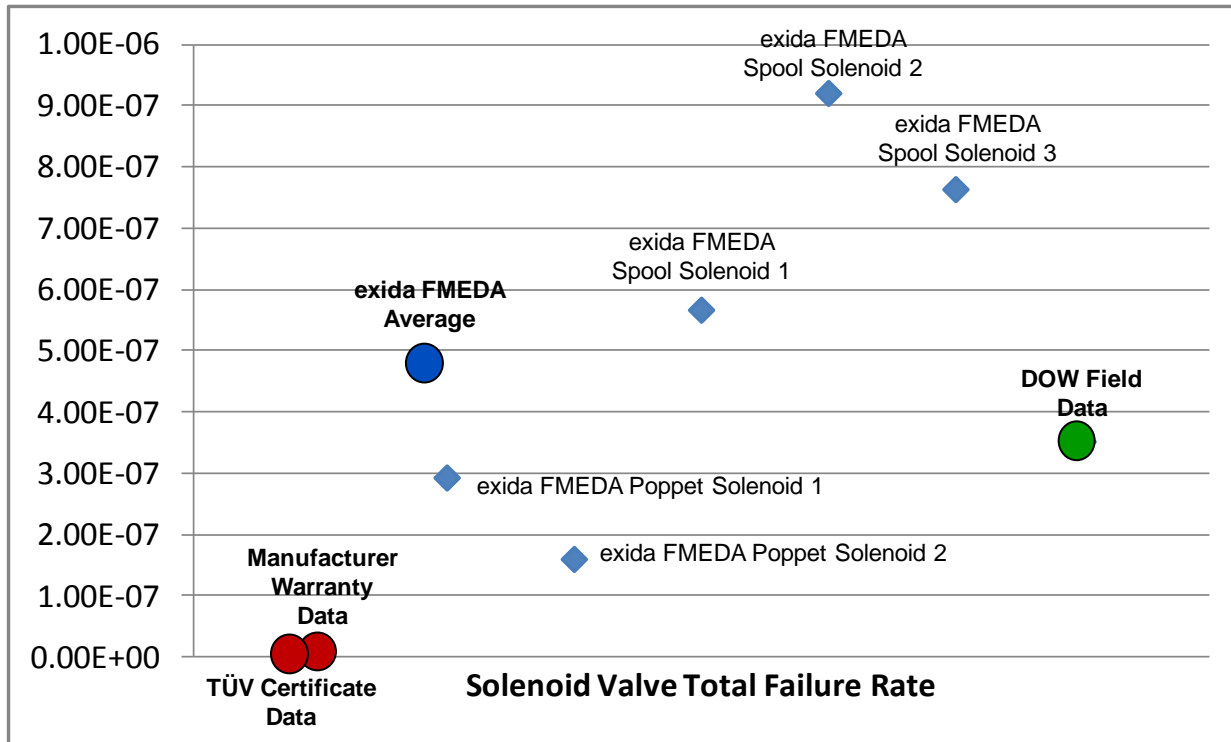 1.00E-06
9.00E-07
8.00E-07
7.00E-07
6.00E-07
5.00E-07
4.00E-07
3.00E-07
2.00E-07
1.00E-07
0.00E+00
exida FMEDA
Spool Solenoid 2
exida FMEDA
Spool Solenoid 3
exida FMEDA
Spool Solenoid 1
exida FMEDA
Average
DOW Field
Data
exida FMEDA Poppet Solenoid 1
exida FMEDA Poppet Solenoid 2
Manufacturer
Warranty
Data
TÜV Certificate
Data
Solenoid Valve Total Failure Rate